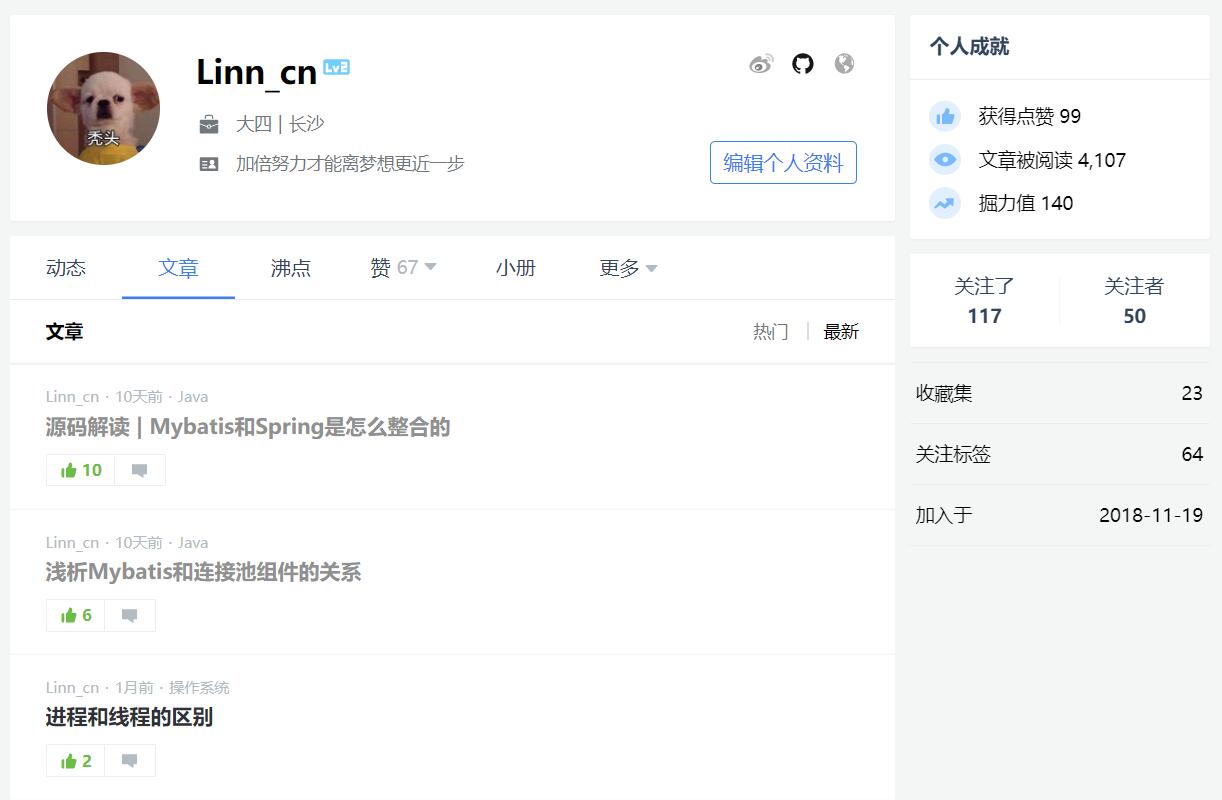 Linn_cn Lv2
秃头
大四 | 长沙
加倍努力才能离梦想更近一步
编辑个人资料
动态 文章 沸点 赞 67 小册 更多
文章 热门 最新
Linn_cn · 10天前 · Java
源码解读 | Mybatis和Spring是怎么整合的
10
Linn_cn · 10天前 · Java
浅析Mybatis和连接池组件的关系
6
Linn_cn · 1月前 · 操作系统
进程和线程的区别
2
个人成就
获得点赞 99
文章被阅读 4,107
掘力值 140
关注了 关注者
117 50
收藏集 23
关注标签 64
加入于 2018-11-19